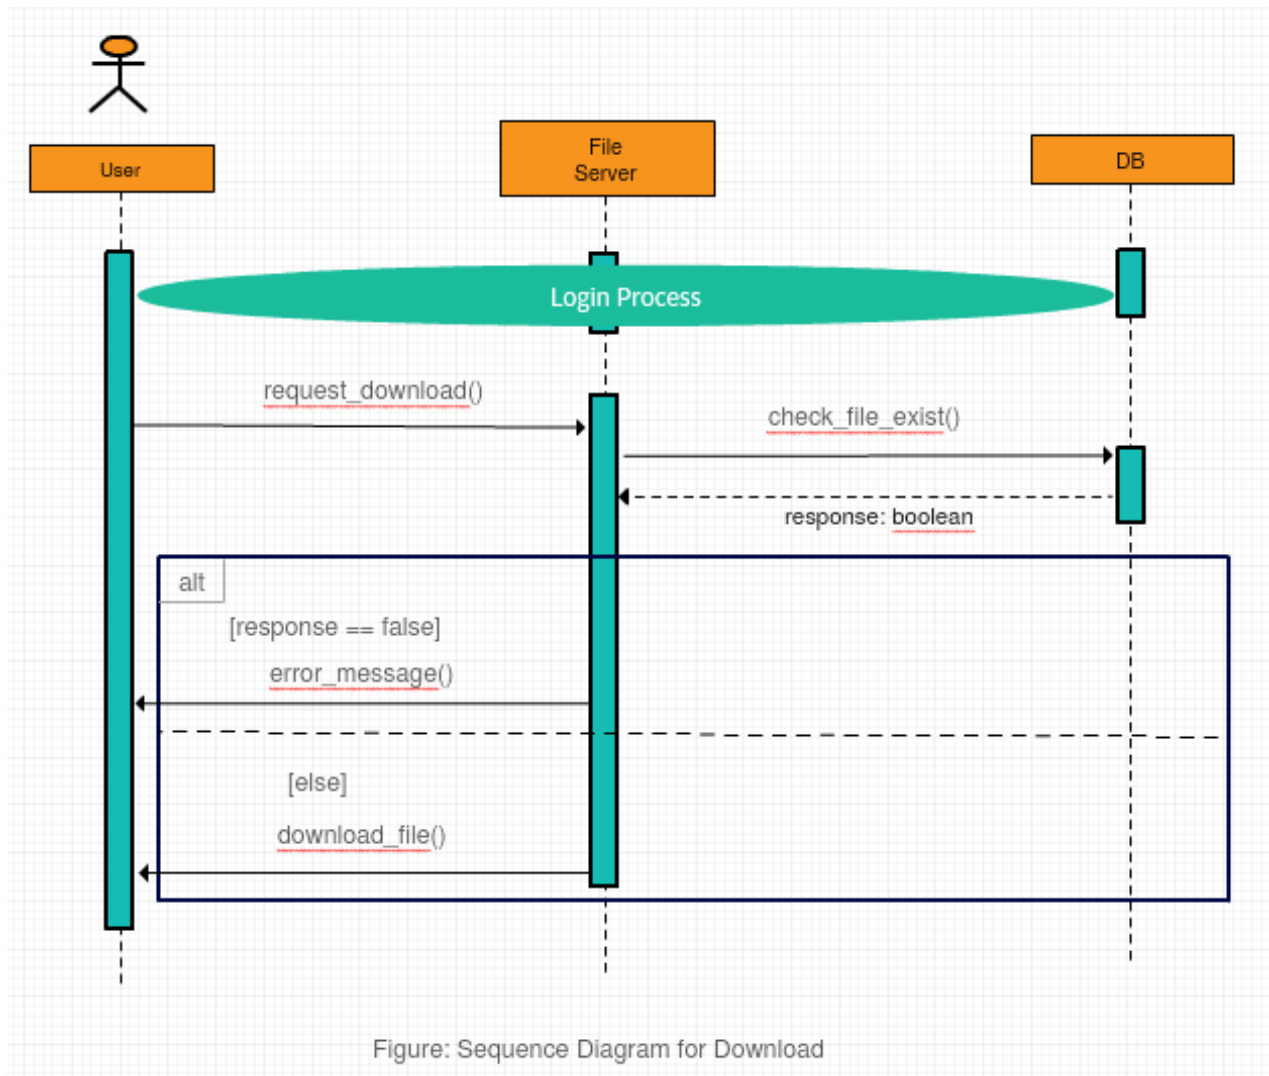 User
File
Server
DB
Login Process
request_download()
check_file_exist()
response: boolean
alt
[response == false]
error_message()
[else]
download_file()
Figure: Sequence Diagram for Download